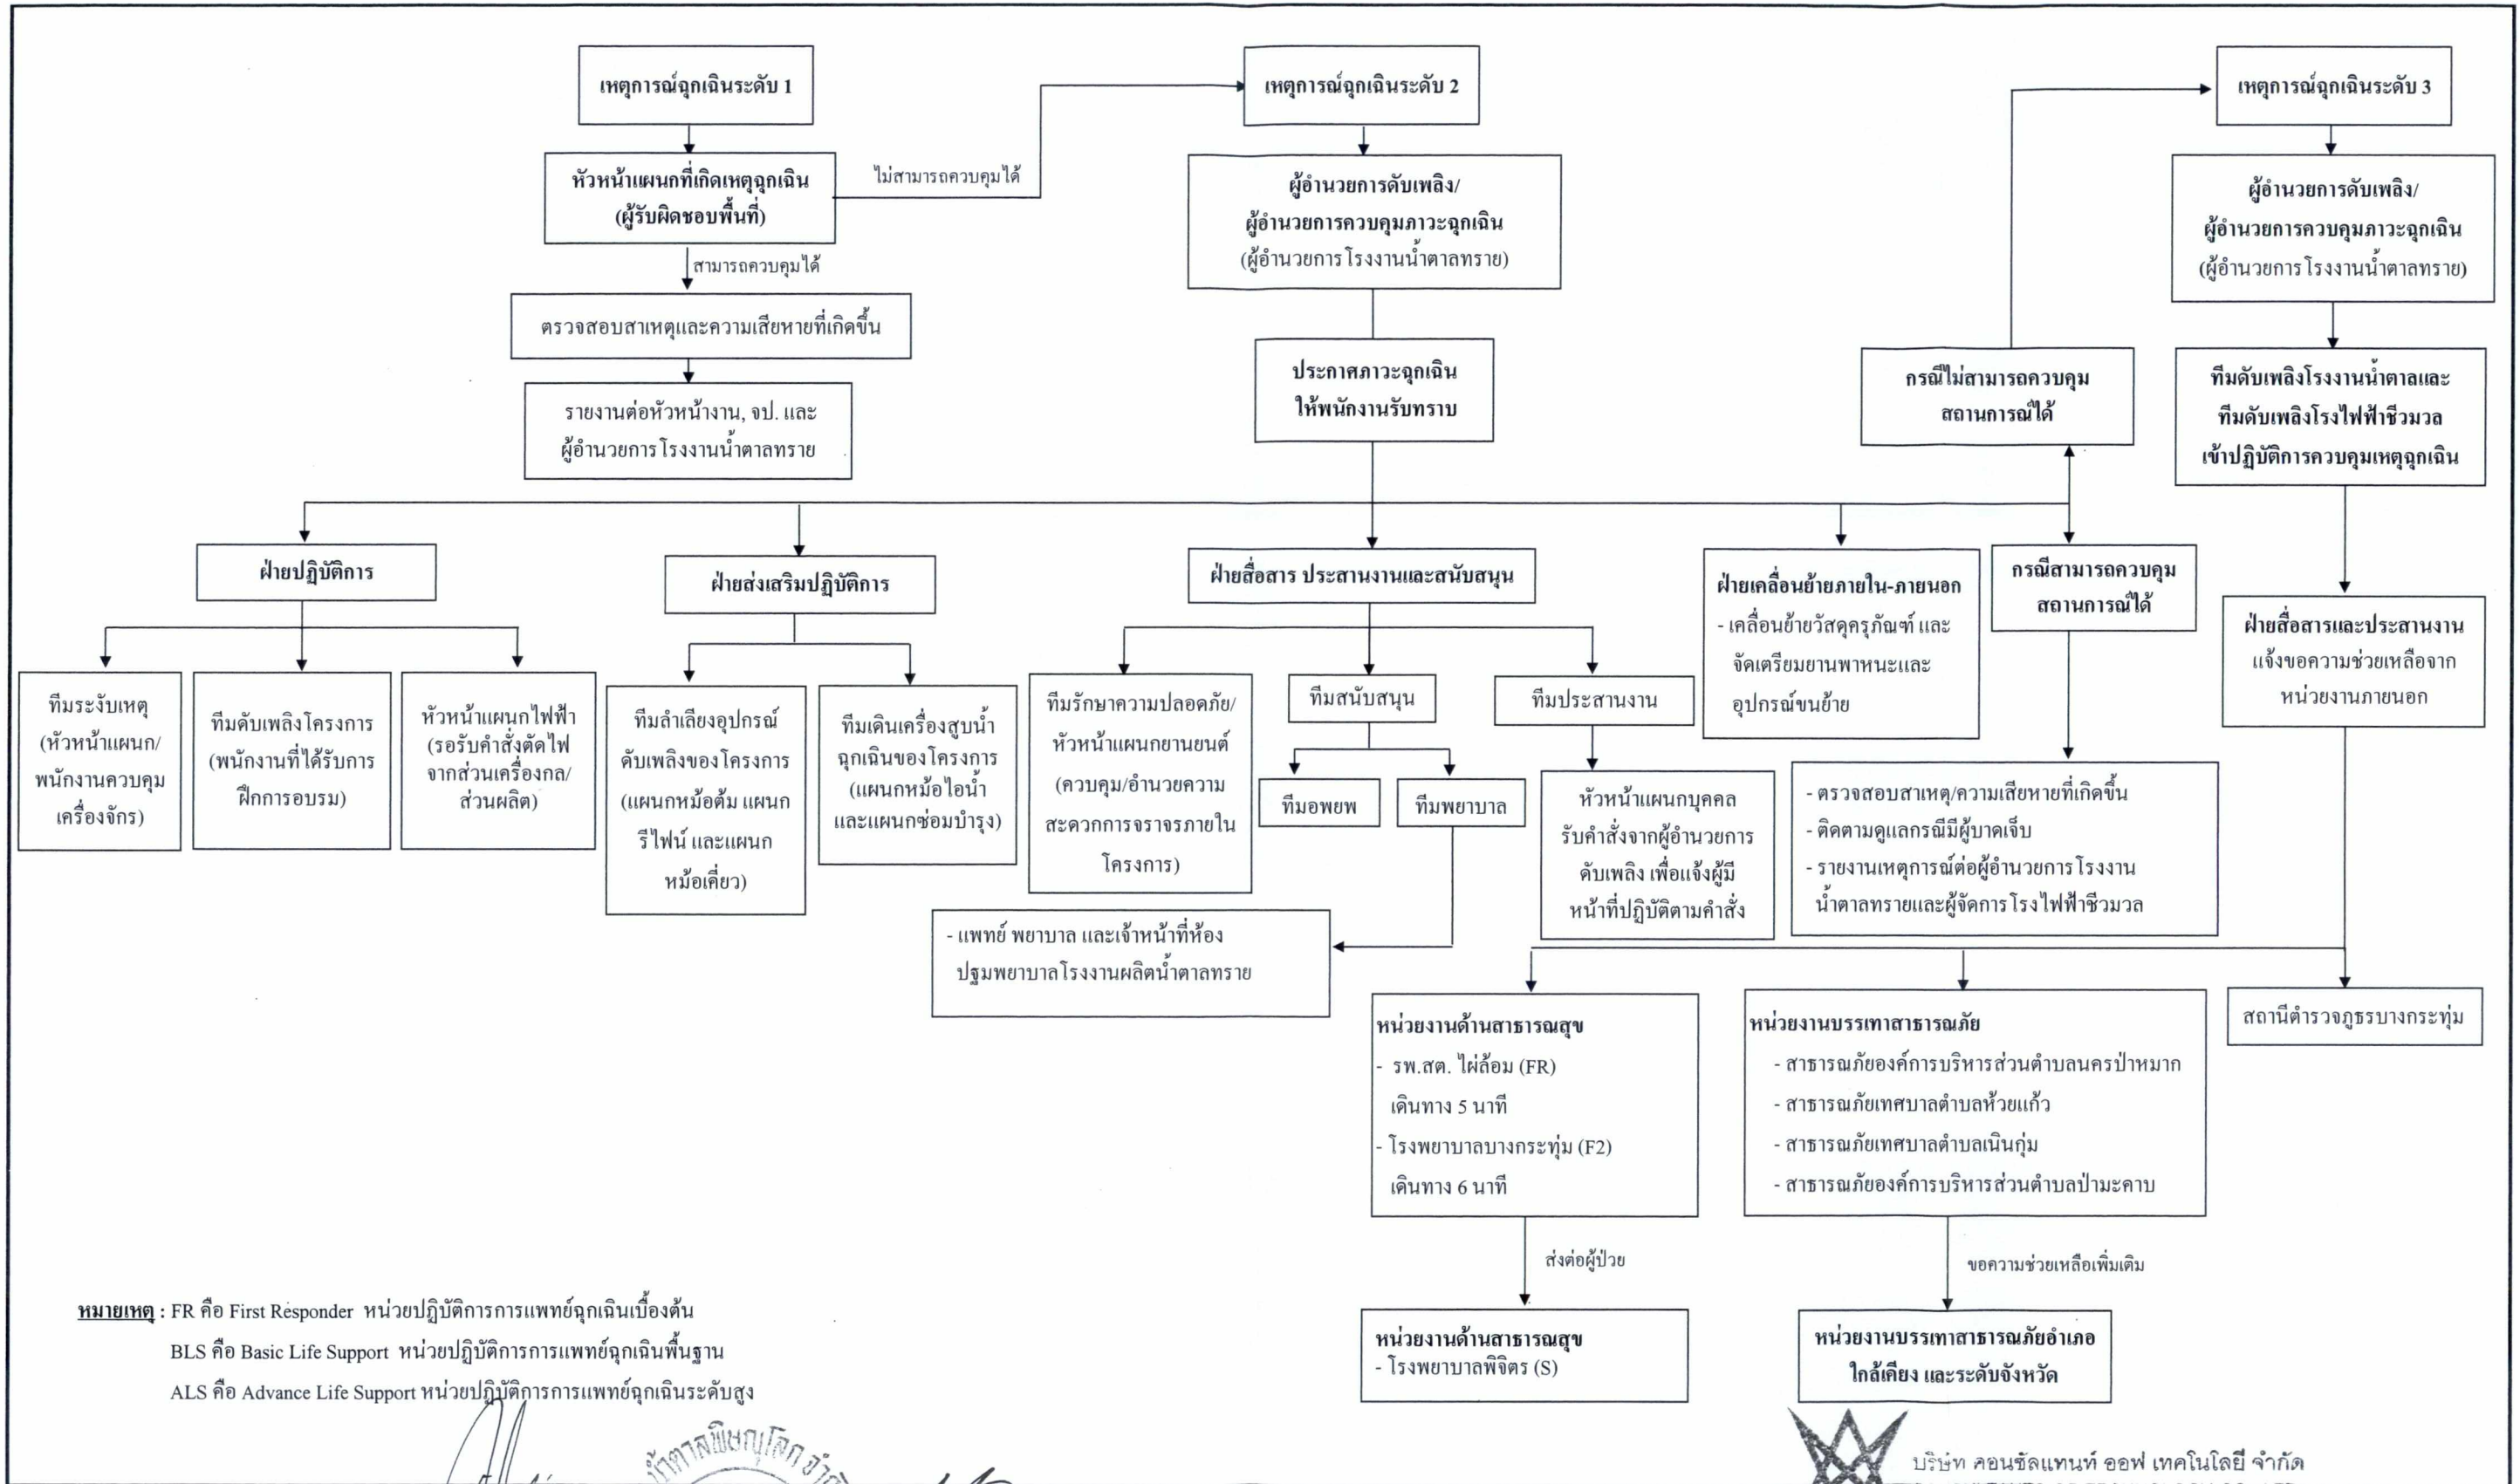 เหตุการณ์ฉุกเฉินระดับ 1
หัวหน้าแผนกที่เกิดเหตุฉุกเฉิน
(ผู้รับผิดชอบพื้นที่)
ไม่สามารถควบคุมได้
สามารถควบคุมได้
ตรวจสอบสาเหตุและความเสียหายที่เกิดขึ้น
รายงานต่อหัวหน้างาน, จป. และ
ผู้อำนวยการโรงงานน้ำตาลทราย
เหตุการณ์ฉุกเฉินระดับ 2
ผู้อำนวยการดับเพลิง/
ผู้อำนวยการควบคุมภาวะฉุกเฉิน
(ผู้อำนวยการโรงงานน้ำตาลทราย)
ประกาศภาวะฉุกเฉิน
ให้พนักงานรับทราบ
กรณีไม่สามารถควบคุม
สถานการณ์ได้
เหตุการณ์ฉุกเฉินระดับ 3
ผู้อำนวยการดับเพลิง/
ผู้อำนวยการควบคุมภาวะฉุกเฉิน
(ผู้อำนวยการโรงงานน้ำตาลทราย)
ทีมดับเพลิงโรงงานน้ำตาลและ
ทีมดับเพลิงโรงไฟฟ้าชีวมวล
เข้าปฏิบัติการควบคุมเหตุฉุกเฉิน
ฝ่ายปฏิบัติการ
ทีมระงับเหตุ
(หัวหน้าแผนก/
พนักงานควบคุม
เครื่องจักร)
ทีมดับเพลิงโครงการ
(พนักงานที่ได้รับการ
ฝึกการอบรม)
หัวหน้าแผนกไฟฟ้า
(รอรับคำสั่งตัดไฟ
จากส่วนเครื่องกล/
ส่วนผลิต)
ฝ่ายส่งเสริมปฏิบัติการ
ทีมลำเลียงอุปกรณ์
ดับเพลิงของโครงการ
(แผนกหม้อต้ม แผนก
รีไฟน์ และแผนก
หม้อเคี่ยว)
ทีมเดินเครื่องสูบน้ำ
ฉุกเฉินของโครงการ
(แผนกหม้อไอน้ำ
และแผนกซ่อมบำรุง)
ฝ่ายสื่อสาร ประสานงานและสนับสนุน
ทีมรักษาความปลอดภัย/
หัวหน้าแผนกยานยนต์
(ควบคุม/อำนวยความ
สะดวกการจราจรภายใน
โครงการ)
ทีมสนับสนุน
ทีมอพยพ
ทีมพยาบาล
- แพทย์ พยาบาล และเจ้าหน้าที่ห้อง
ปฐมพยาบาลโรงงานผลิตน้ำตาลทราย
ทีมประสานงาน
หัวหน้าแผนกบุคคล
รับคำสั่งจากผู้อำนวยการ
ดับเพลิง เพื่อแจ้งผู้มี
หน้าที่ปฏิบัติตามคำสั่ง
ฝ่ายเคลื่อนย้ายภายใน-ภายนอก
- เคลื่อนย้ายวัสดุครุภัณฑ์ และ
จัดเตรียมยานพาหนะและ
อุปกรณ์ขนย้าย
กรณีสามารถควบคุม
สถานการณ์ได้
- ตรวจสอบสาเหตุ/ความเสียหายที่เกิดขึ้น
- ติดตามดูแลกรณีมีผู้บาดเจ็บ
- รายงานเหตุการณ์ต่อผู้อำนวยการโรงงาน
น้ำตาลทรายและผู้จัดการโรงไฟฟ้าชีวมวล
ฝ่ายสื่อสารและประสานงาน
แจ้งขอความช่วยเหลือจาก
หน่วยงานภายนอก
หน่วยงานด้านสาธารณสุข
- รพ.สต. ไผ่ล้อม (FR)
เดินทาง 5 นาที
- โรงพยาบาลบางกระทุ่ม (F2)
เดินทาง 6 นาที
หน่วยงานบรรเทาสาธารณภัย
- สาธารณภัยองค์การบริหารส่วนตำบลนครป่าหมาก
- สาธารณภัยเทศบาลตำบลห้วยแก้ว
- สาธารณภัยเทศบาลตำบลเนินกุ่ม
- สาธารณภัยองค์การบริหารส่วนตำบลป่ามะคาบ
สถานีตำรวจภูธรบางกระทุ่ม
ส่งต่อผู้ป่วย
ขอความช่วยเหลือเพิ่มเติม
หน่วยงานด้านสาธารณสุข
- โรงพยาบาลพิจิตร (S)
หน่วยงานบรรเทาสาธารณภัยอำเภอ
ใกล้เคียง และระดับจังหวัด
หมายเหตุ : FR คือ First Responder หน่วยปฏิบัติการการแพทย์ฉุกเฉินเบื้องต้น
BLS คือ Basic Life Support หน่วยปฏิบัติการการแพทย์ฉุกเฉินพื้นฐาน
ALS คือ Advance Life Support หน่วยปฏิบัติการการแพทย์ฉุกเฉินระดับสูง
น้ำตาลพิษณุโลก
บริษัท คอนซัลแทนท์ ออฟ เทคโนโลยี จำกัด